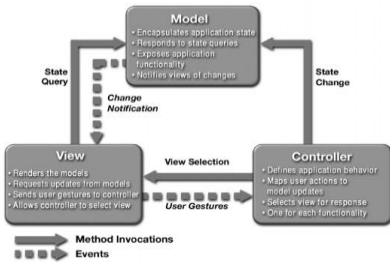 Model
• Encapsulates application state
• Responds to state queries
• Exposes application
functionality
• Notifies views of changes
State
Query
Change
Notification
State
Change
View
• Renders the models
• Requests updates from models
• Sends user gestures to controller
• Allows controller to select view
View Selection
User Gestures
Controller
• Defines application behavior
• Maps user actions to
model updates
• Selects view for response
• One for each functionality
Method Invocations
Events